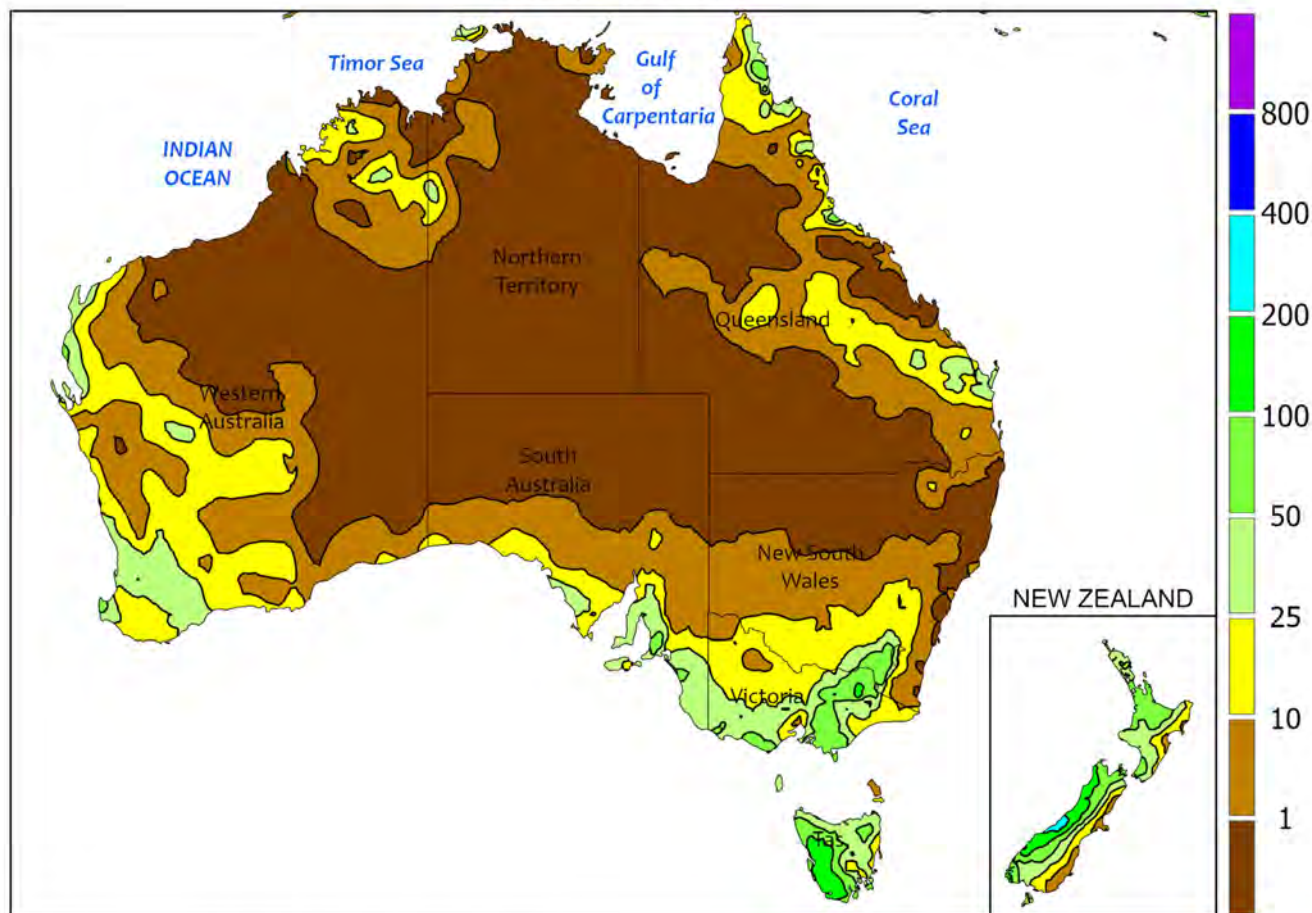 Timor Sea
Gulf
of
Carpentaria
Coral
Sea
INDIAN
OCEAN
Northern
Territory
Queensland
Western
Australia
South
Australia
New South
Wales
Victoria
Tas
NEW ZEALAND
800
400
200
100
50
25
10
1